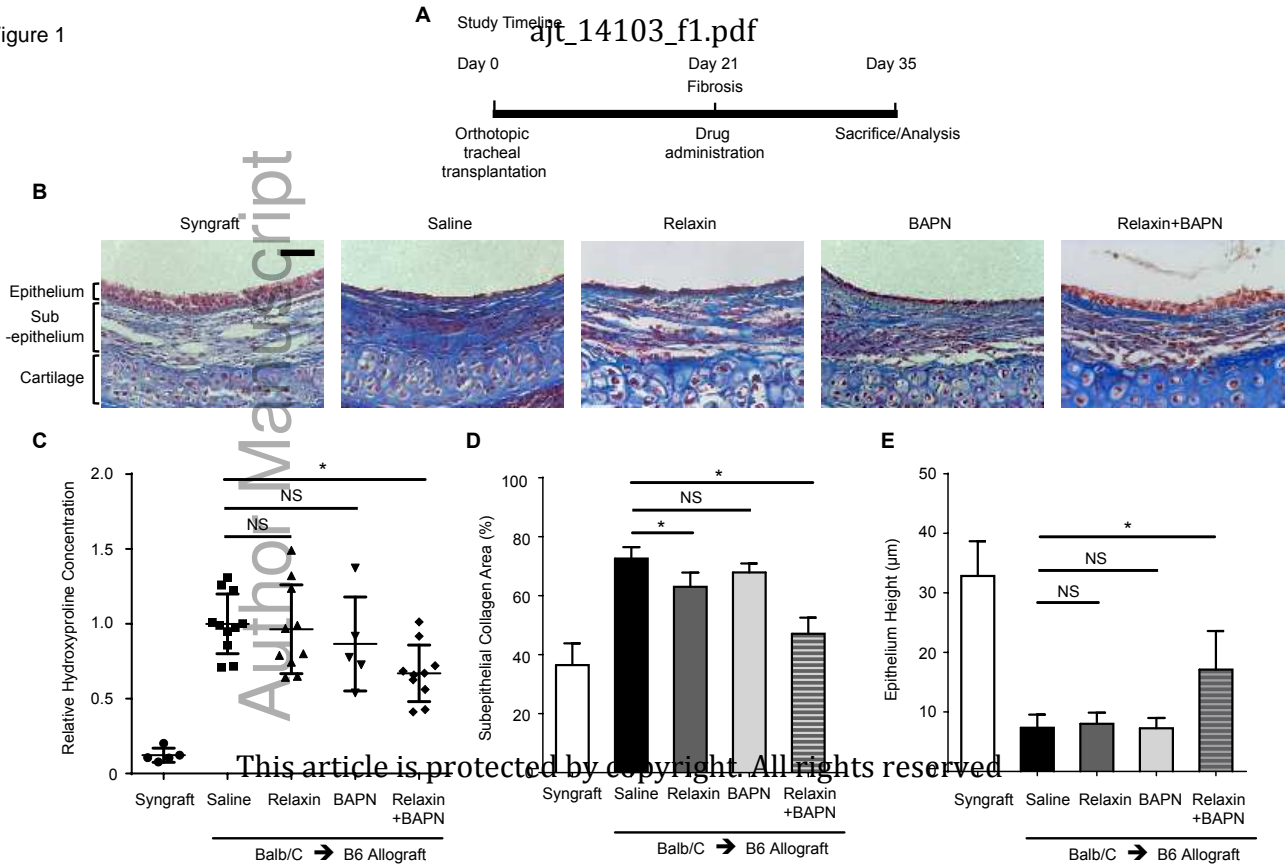 igure 1
ajt_14103_f1.pdf
A
Study Timeline
Day 0
Day 21
Day 35
Fibrosis
Orthotopic
tracheal
transplantation
Drug
administration
Sacrifice/Analysis
B
Syngraft
Saline
Relaxin
BAPN
Relaxin+BAPN
Epithelium
Sub
-epithelium
Cartilage
Author Manuscript
C
Relative Hydroxyproline Concentration
2.0
1.5
1.0
0.5
0
*
NS
NS
Syngraft
Saline
Relaxin
BAPN
Relaxin
+BAPN
Balb/C ➔ B6 Allograft
D
Subepithelial Collagen Area (%)
100
80
60
40
20
0
*
NS
*
Syngraft
Saline
Relaxin
BAPN
Relaxin
+BAPN
Balb/C ➔ B6 Allograft
E
Epithelium Height (µm)
50
40
30
20
10
*
NS
NS
Syngraft
Saline
Relaxin
BAPN
Relaxin
+BAPN
Balb/C ➔ B6 Allograft
This article is protected by copyright. All rights reserved